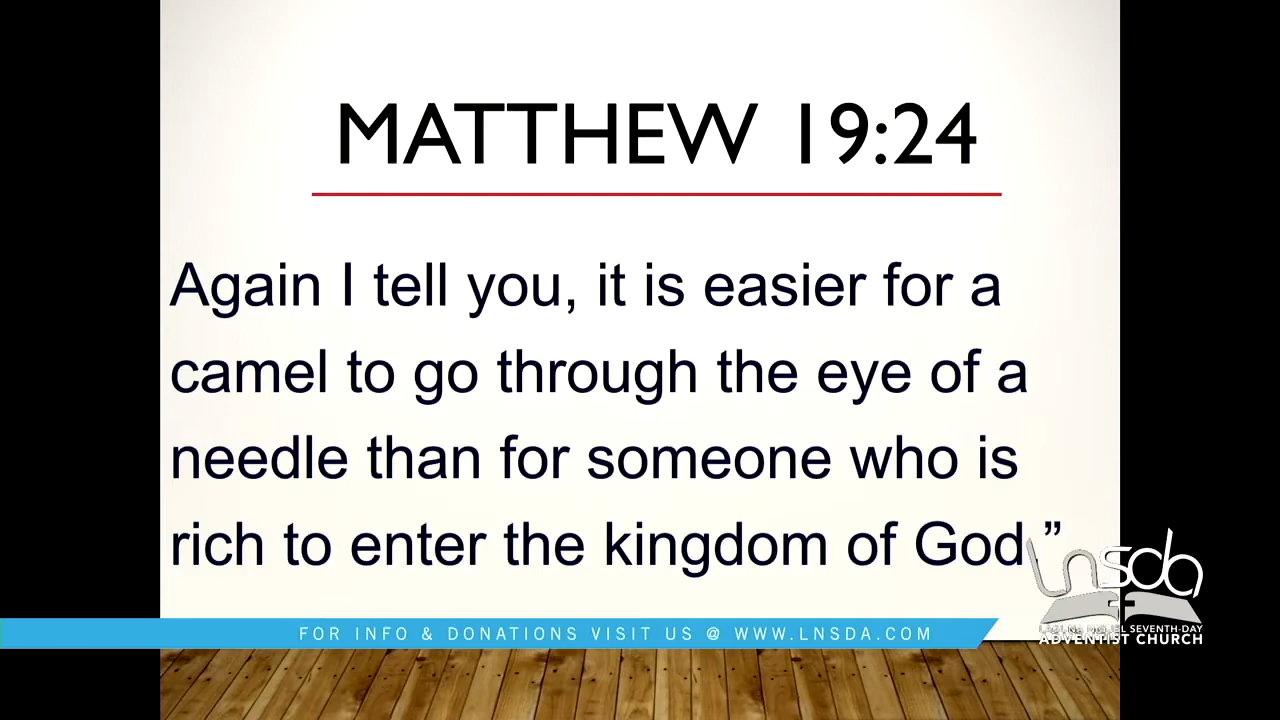 MATTHEW 19:24
Again I tell you, it is easier for a
camel to go through the eye of a
needle than for someone who is
rich to enter the kingdom of God.”
FOR INFO & DONATIONS VISIT US @ WWW.LNSDA.COM
LNSDA
SEVENTH-DAY
ADVENTIST CHURCH